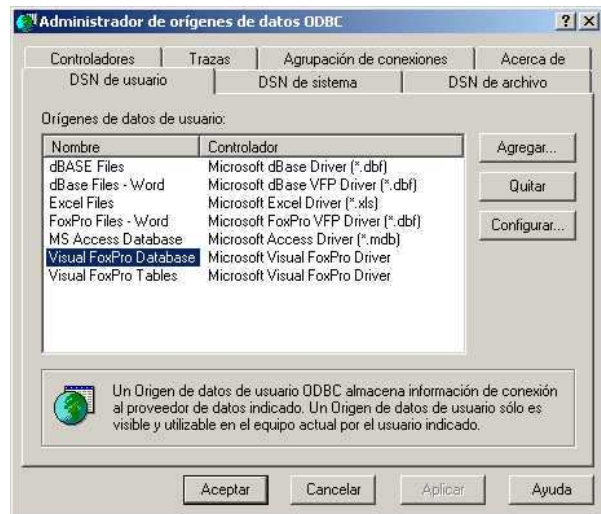 Administrador de orígenes de datos ODBC
Controladores Trazas Agrupación de conexiones Acerca de
DSN de usuario DSN de sistema DSN de archivo
Orígenes de datos de usuario:
Nombre Controlador
dBASE Files Microsoft dBase Driver (*.dbf)
dBase Files - Word Microsoft dBase VFP Driver (*.dbf)
Excel Files Microsoft Excel Driver (*.xls)
FoxPro Files - Word Microsoft FoxPro VFP Driver (*.dbf)
MS Access Database Microsoft Access Driver (*.mdb)
Visual FoxPro Database Microsoft Visual FoxPro Driver
Visual FoxPro Tables Microsoft Visual FoxPro Driver
Agregar...
Quitar
Configurar...
Un Origen de datos de usuario ODBC almacena información de conexión
al proveedor de datos indicado. Un Origen de datos de usuario sólo es
visible y utilizable en el equipo actual por el usuario indicado.
Aceptar Cancelar Aplicar Ayuda